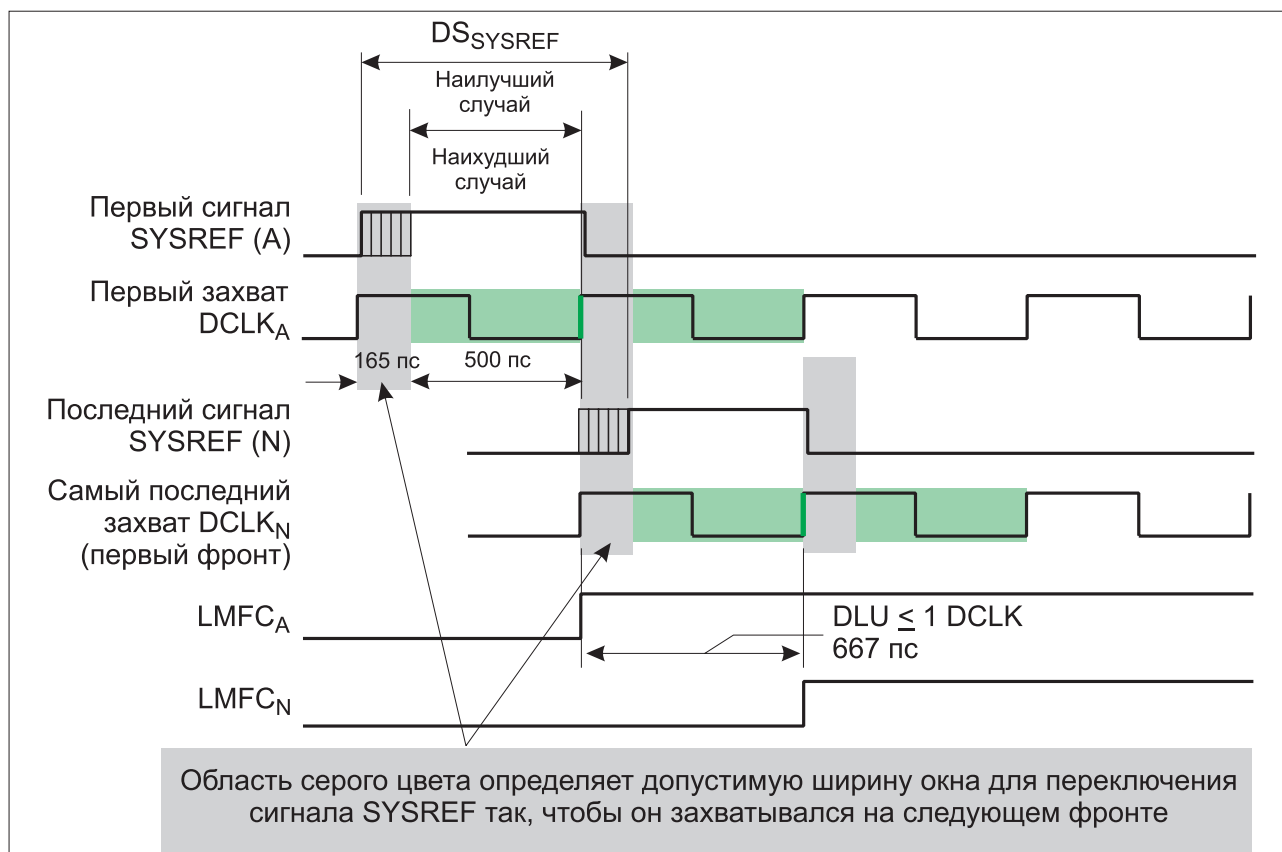 DS_SYSREF
Наилучший
случай
Наихудший
случай
Первый сигнал
SYSREF (A)
Первый захват
DCLK_A
165 пс
500 пс
Последний сигнал
SYSREF (N)
Самый последний
захват DCLK_N
(первый фронт)
LMFC_A
DLU ≤ 1 DCLK
667 пс
LMFC_N
Область серого цвета определяет допустимую ширину окна для переключения
сигнала SYSREF так, чтобы он захватывался на следующем фронте